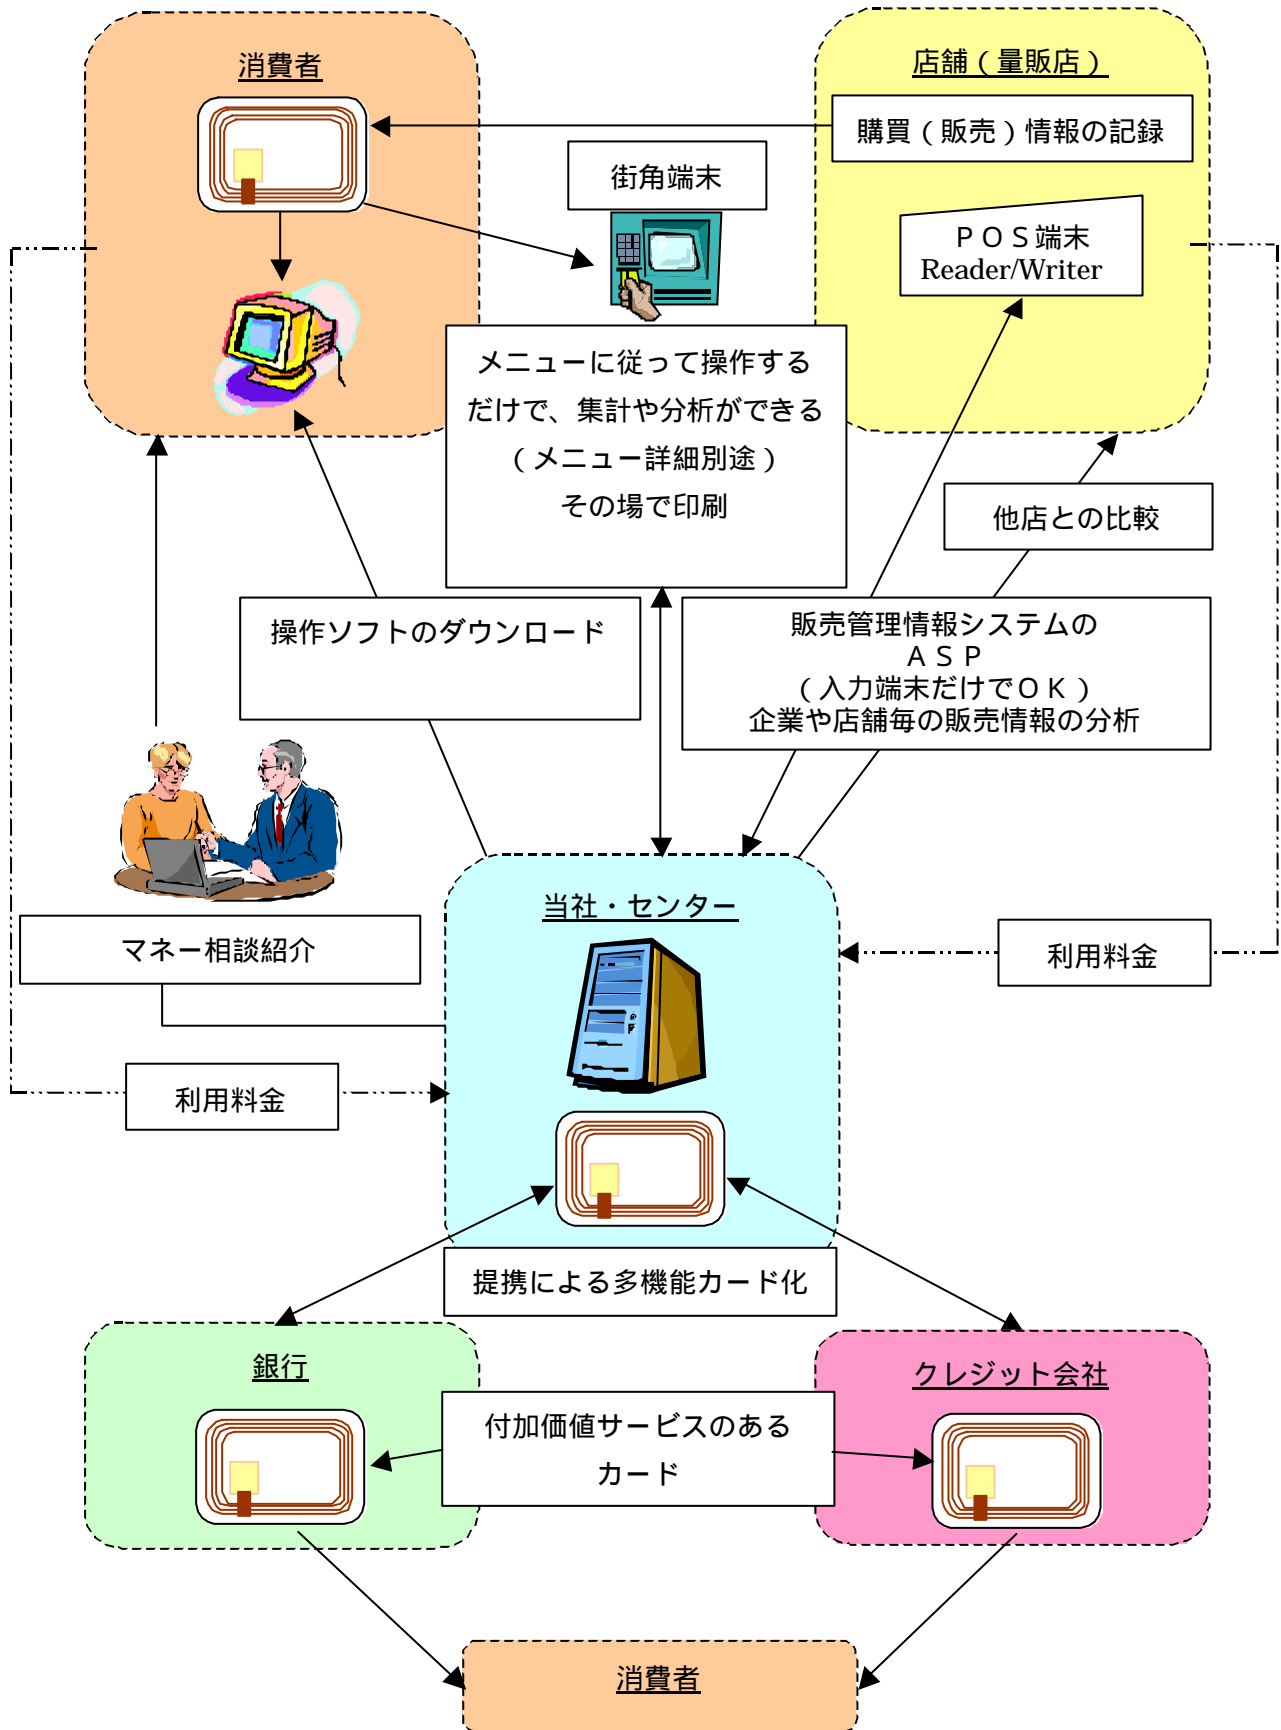 消費者
店舗（量販店）
購買（販売）情報の記録
街角端末
ＰＯＳ端末
Reader/Writer
メニューに従って操作する
だけで、集計や分析ができる
（メニュー詳細別途）
その場で印刷
他店との比較
操作ソフトのダウンロード
販売管理情報システムの
ＡＳＰ
（入力端末だけでＯＫ）
企業や店舗毎の販売情報の分析
当社・センター
マネー相談紹介
利用料金
利用料金
提携による多機能カード化
銀行
クレジット会社
付加価値サービスのある
カード
消費者